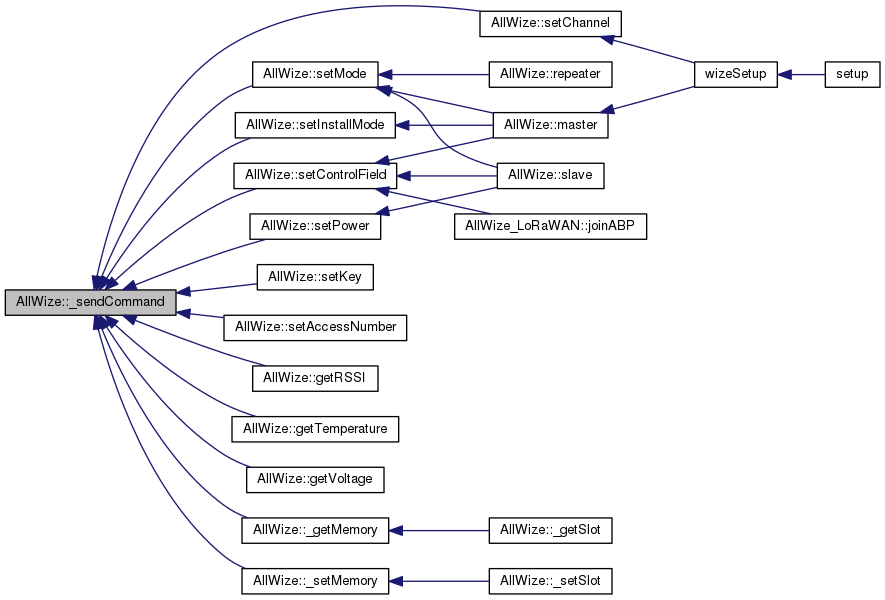 AllWize::setChannel
AllWize::setMode
AllWize::repeater
wizeSetup
setup
AllWize::setInstallMode
AllWize::master
AllWize::setControlField
AllWize::slave
AllWize::setPower
AllWize_LoRaWAN::joinABP
AllWize::setKey
AllWize::_sendCommand
AllWize::setAccessNumber
AllWize::getRSSI
AllWize::getTemperature
AllWize::getVoltage
AllWize::_getMemory
AllWize::_getSlot
AllWize::_setMemory
AllWize::_setSlot